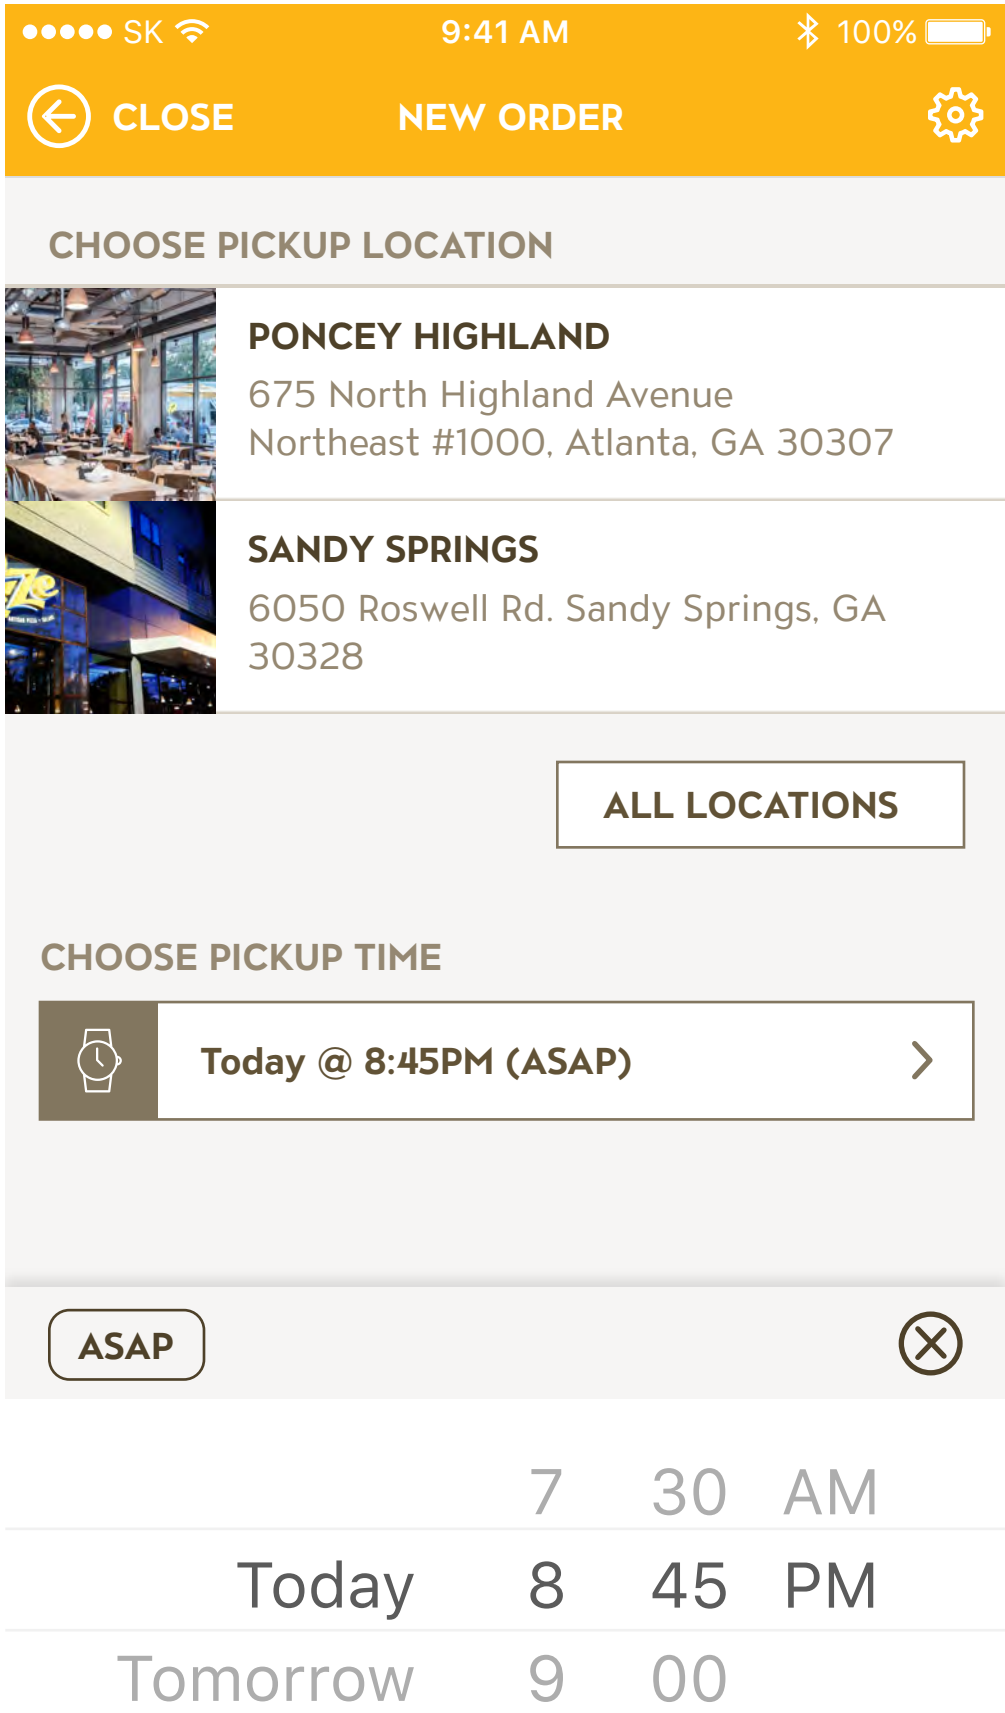 SK 9:41 AM 100%
CLOSE NEW ORDER
CHOOSE PICKUP LOCATION
PONCEY HIGHLAND
675 North Highland Avenue
Northeast #1000, Atlanta, GA 30307
SANDY SPRINGS
6050 Roswell Rd. Sandy Springs, GA
30328
ALL LOCATIONS
CHOOSE PICKUP TIME
Today @ 8:45PM (ASAP)
ASAP
7 30 AM
Today 8 45 PM
Tomorrow 9 00